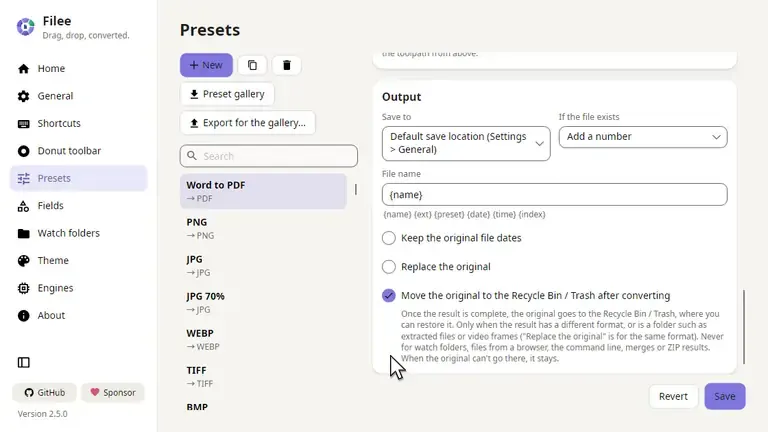 Filee
Drag, drop, converted.
Home
General
Shortcuts
Donut toolbar
Presets
Fields
Watch folders
Theme
Engines
About
GitHub
Sponsor
Version 2.5.0
Presets
+ New
Preset gallery
Export for the gallery...
Search
Word to PDF
→ PDF
PNG
→ PNG
JPG
→ JPG
JPG 70%
→ JPG
WEBP
→ WEBP
TIFF
→ TIFF
BMP
the toolpath from above.
Output
Save to
If the file exists
Default save location (Settings
> General)
Add a number
File name
{name}
{name} {ext} {preset} {date} {time} {index}
Keep the original file dates
Replace the original
Move the original to the Recycle Bin / Trash after converting
Once the result is complete, the original goes to the Recycle Bin / Trash, where you
can restore it. Only when the result has a different format, or is a folder such as
extracted files or video frames ("Replace the original" is for the same format). Never
for watch folders, files from a browser, the command line, merges or ZIP results.
When the original can't go there, it stays.
Revert
Save